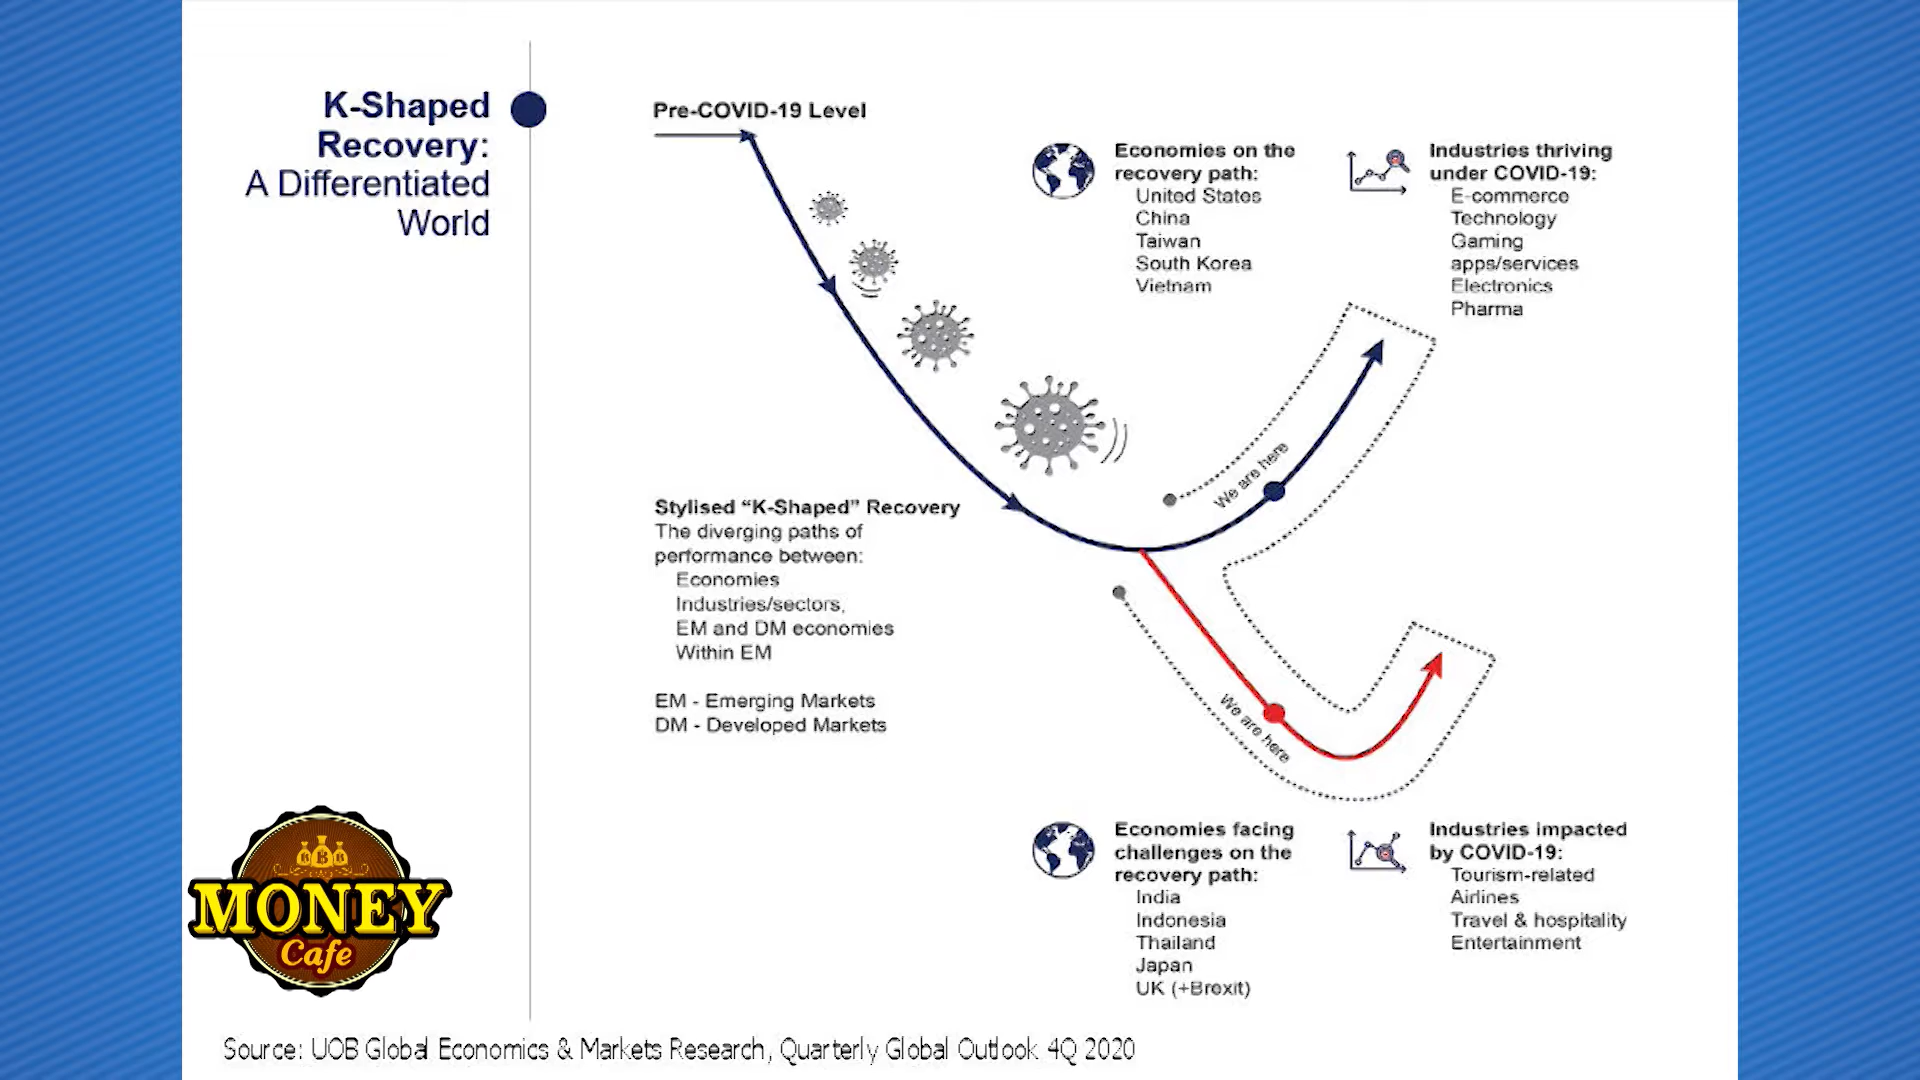 K-Shaped
Recovery:
A Differentiated
World
Pre-COVID-19 Level
Economies on the
recovery path:
United States
China
Taiwan
South Korea
Vietnam
Industries thriving
under COVID-19:
E-commerce
Technology
Gaming
apps/services
Electronics
Pharma
We are here
Stylised “K-Shaped” Recovery
The diverging paths of
performance between:
Economies
Industries/sectors,
EM and DM economies
Within EM
EM - Emerging Markets
DM - Developed Markets
We are here
Economies facing
challenges on the
recovery path:
India
Indonesia
Thailand
Japan
UK (+Brexit)
Industries impacted
by COVID-19:
Tourism-related
Airlines
Travel & hospitality
Entertainment
MONEY
Cafe
Source: UOB Global Economics & Markets Research, Quarterly Global Outlook 4Q 2020